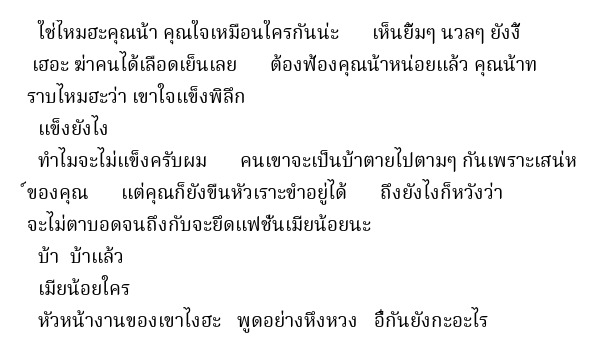 ใช่ไหมฮะคุณน้า คุณใจเหมือนใครกันน่ะ เห็นยิ้มๆ นวลๆ ยังงี้
เฮอะ ฆ่าคนได้เลือดเย็นเลย ต้องฟ้องคุณน้าหน่อยแล้ว คุณน้าท
ราบไหมฮะว่า เขาใจแข็งพิลึก
แข็งยังไง
ทำไมจะไม่แข็งครับผม คนเขาจะเป็นบ้าตายไปตามๆ กันเพราะเสน่ห
์ของคุณ แต่คุณก็ยังขืนหัวเราะขำอยู่ได้ ถึงยังไงก็หวังว่า
จะไม่ตาบอดจนถึงกับจะยึดแฟชั่นเมียน้อยนะ
บ้า บ้าแล้ว
เมียน้อยใคร
หัวหน้างานของเขาไงฮะ พูดอย่างหึงหวง อื้กันยังกะอะไร